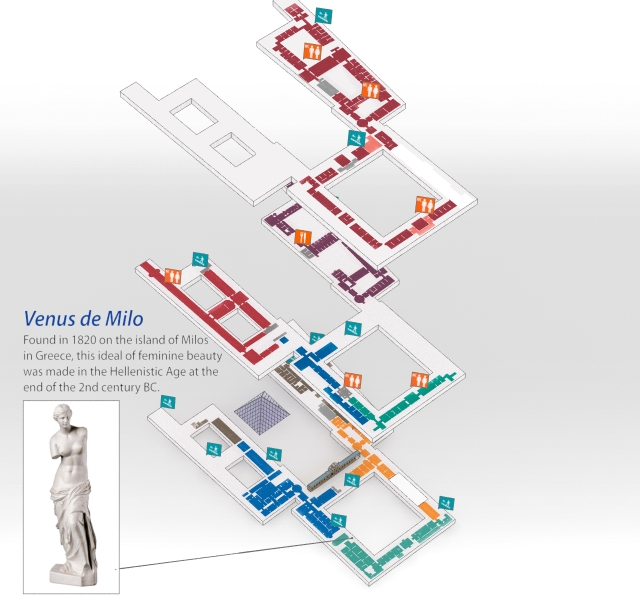 Venus de Milo
Found in 1820 on the island of Milos
in Greece, this ideal of feminine beauty
was made in the Hellenistic Age at the
end of the 2nd century BC.